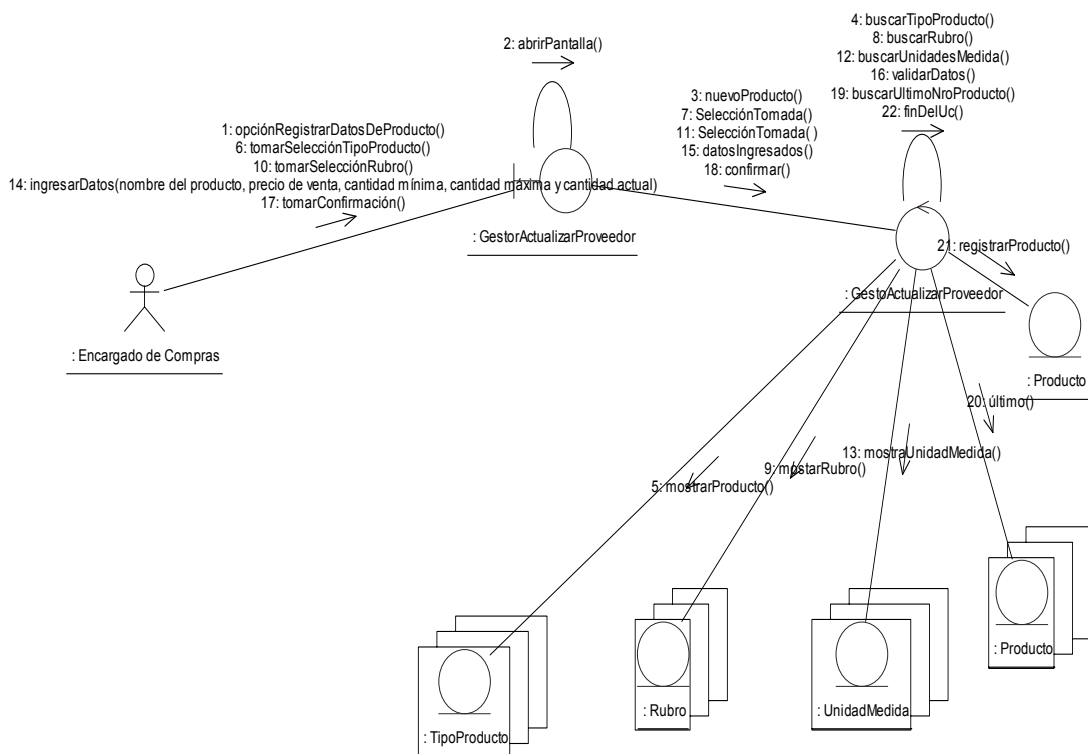 2: abrirPantalla()
4: buscarTipoProducto()
8: buscarRubro()
12: buscarUnidadesMedida()
16: validarDatos()
19: buscarUltimoNroProducto()
22: finDelUc()
3: nuevoProducto()
7: SelecciónTomada()
11: SelecciónTomada( )
15: datosIngresados()
18: confirmar()
1: opciónRegistrarDatosDeProducto()
6: tomarSelecciónTipoProducto()
10: tomarSelecciónRubro()
14: ingresarDatos(nombre del producto, precio de venta, cantidad mínima, cantidad máxima y cantidad actual)
17: tomarConfirmación()
: GestorActualizarProveedor
21: registrarProducto()
: GestoActualizarProveedor
: Encargado de Compras
: Producto
20: último()
13: mostraUnidadMedida()
9: mostarRubro()
5: mostrarProducto()
: Producto
: UnidadMedida
: Rubro
: TipoProducto